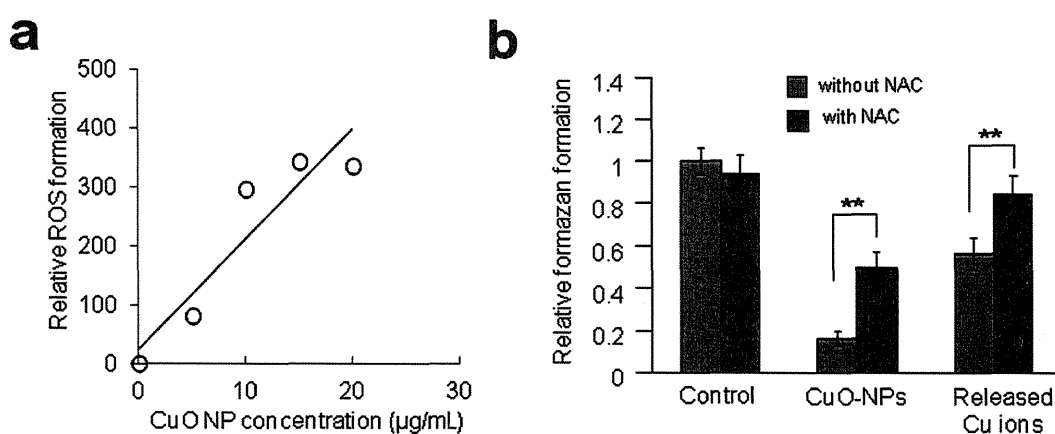 a
500
400
300
200
100
0
Relative ROS formation
0 10 20 30
CuO NP concentration (µg/mL)
b
1.4
1.2
1
0.8
0.6
0.4
0.2
0
Relative formazan formation
without NAC
with NAC
**
**
Control CuO-NPs Released
Cu ions